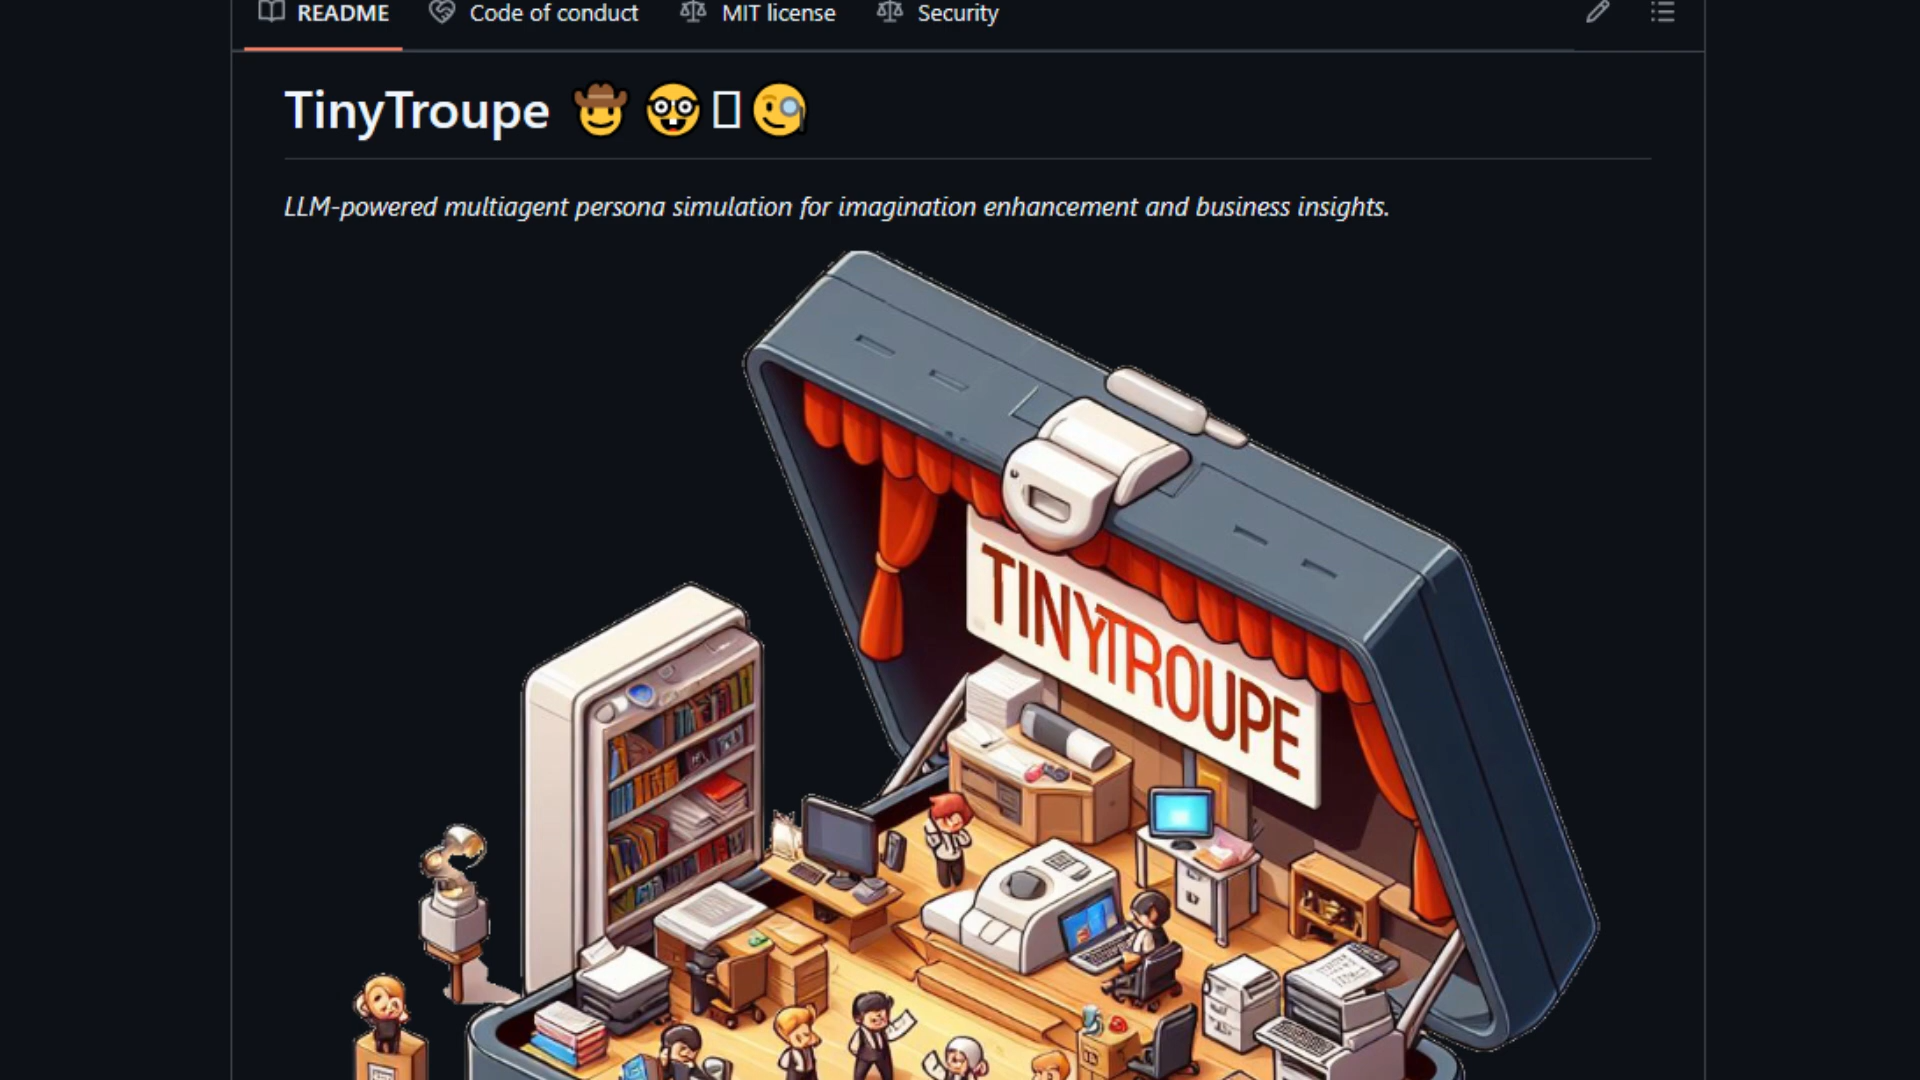 README Code of conduct MIT license Security
TinyTroupe 🤠 🤓 🧐
LLM-powered multiagent persona simulation for imagination enhancement and business insights.
TINYTROUPE